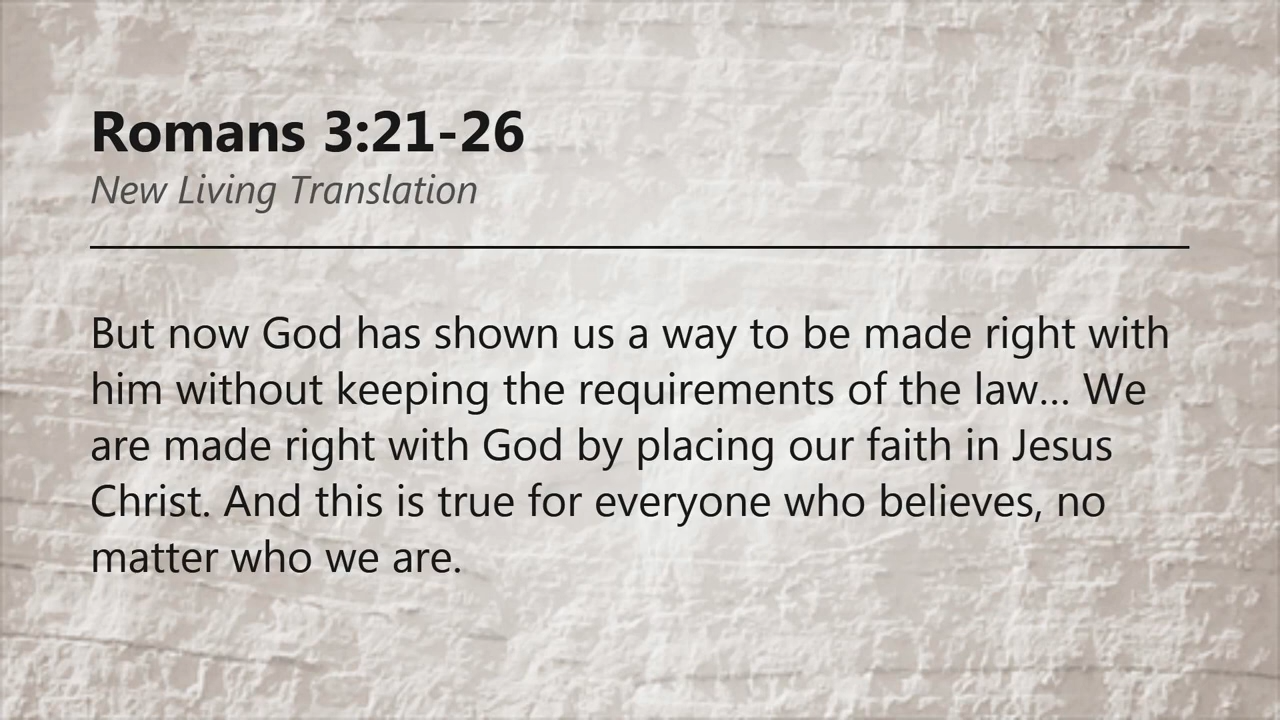 Romans 3:21-26
New Living Translation
But now God has shown us a way to be made right with
him without keeping the requirements of the law... We
are made right with God by placing our faith in Jesus
Christ. And this is true for everyone who believes, no
matter who we are.